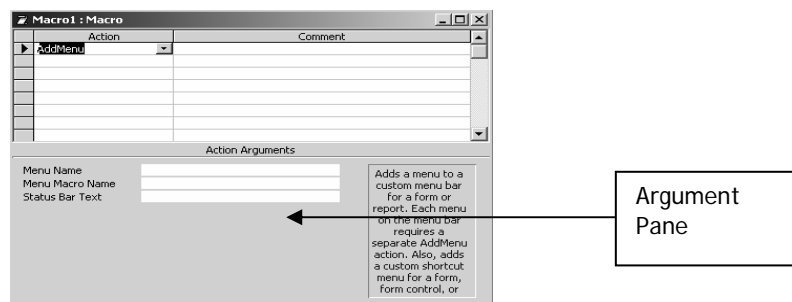 Macro1 : Macro
Action Comment
AddMenu
Action Arguments
Menu Name
Menu Macro Name
Status Bar Text
Adds a menu to a
custom menu bar
for a form or
report. Each menu
on the menu bar
requires a
separate AddMenu
action. Also, adds
a custom shortcut
menu for a form,
form control, or
Argument
Pane